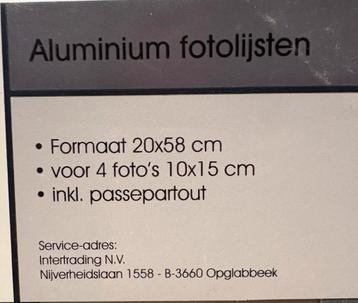 Aluminium fotolijsten
• Formaat 20x58 cm
• voor 4 foto's 10x15 cm
• inkl. passepartout
Service-adres:
Intertrading N.V.
Nijverheidslaan 1558 - B-3660 Opglabbeek